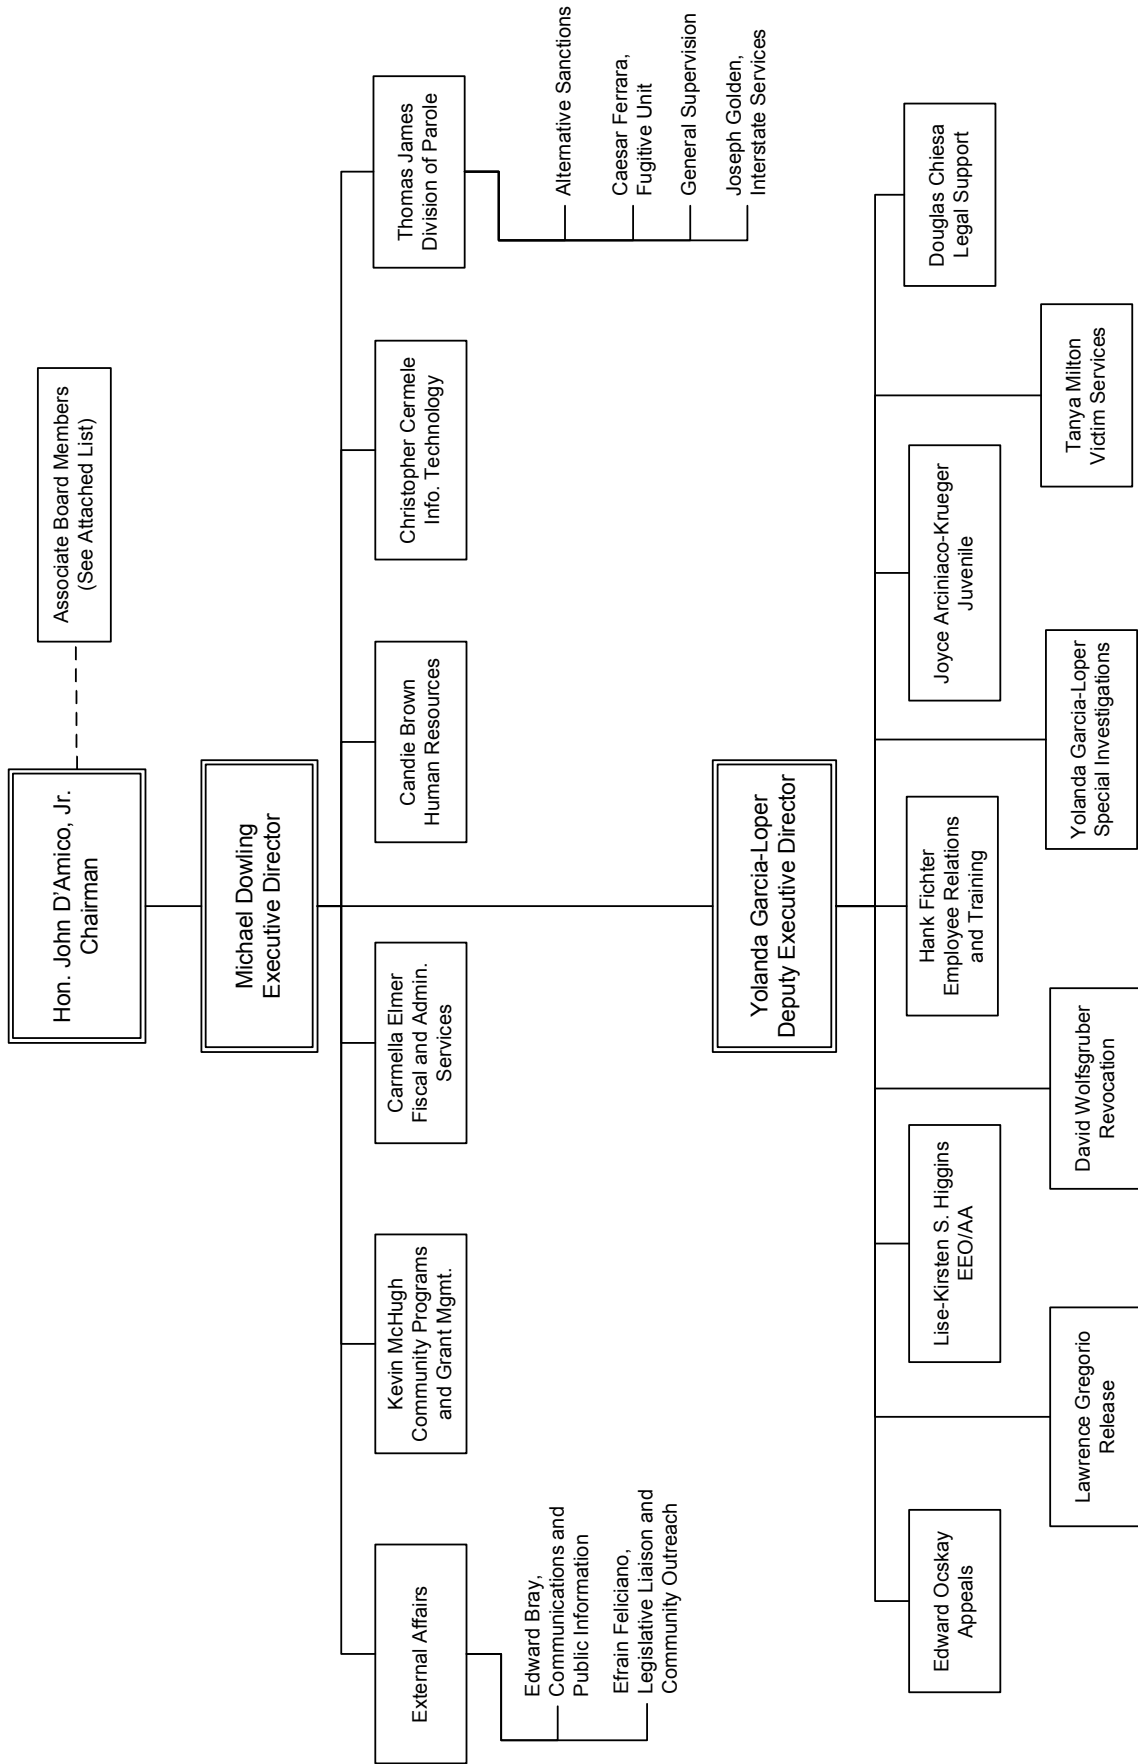 Hon. John D'Amico, Jr.
Chairman
Associate Board Members
(See Attached List)
Michael Dowling
Executive Director
External Affairs
Edward Bray,
Communications and
Public Information
Efrain Feliciano,
Legislative Liaison and
Community Outreach
Kevin McHugh
Community Programs
and Grant Mgmt.
Carmella Elmer
Fiscal and Admin.
Services
Candie Brown
Human Resources
Christopher Cermele
Info. Technology
Thomas James
Division of Parole
Alternative Sanctions
Caesar Ferrara,
Fugitive Unit
General Supervision
Joseph Golden,
Interstate Services
Yolanda Garcia-Loper
Deputy Executive Director
Edward Ocskay
Appeals
Lawrence Gregorio
Release
Lise-Kirsten S. Higgins
EEO/AA
David Wolfsgruber
Revocation
Hank Fichter
Employee Relations
and Training
Yolanda Garcia-Loper
Special Investigations
Joyce Arciniaco-Krueger
Juvenile
Tanya Milton
Victim Services
Douglas Chiesa
Legal Support